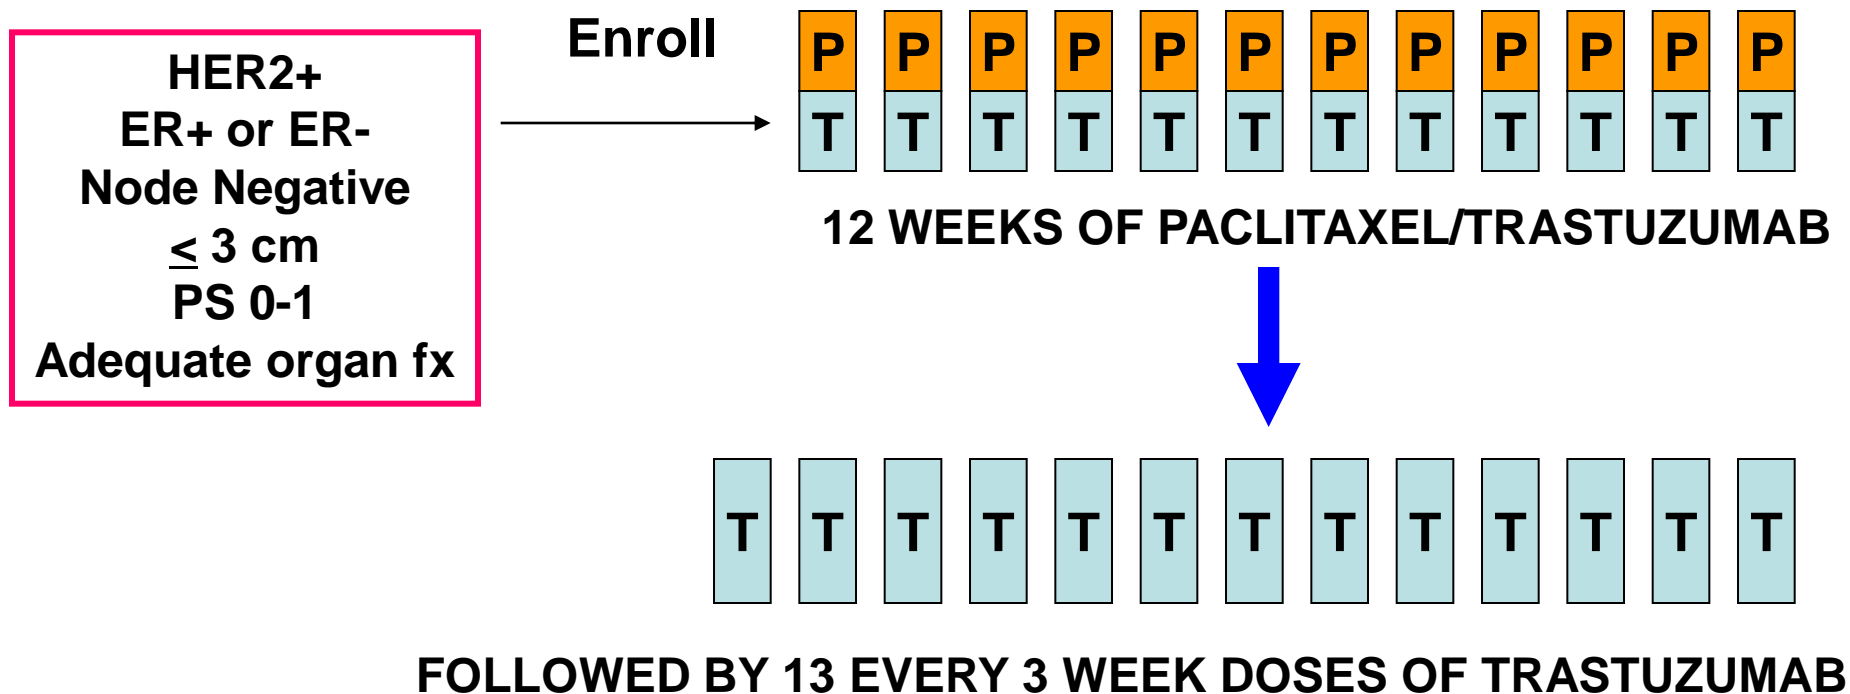 HER2+
ER+ or ER-
Node Negative
≤ 3 cm
PS 0-1
Adequate organ fx
Enroll
P P P P P P P P P P P P
T T T T T T T T T T T T
12 WEEKS OF PACLITAXEL/TRASTUZUMAB
T T T T T T T T T T T T T
FOLLOWED BY 13 EVERY 3 WEEK DOSES OF TRASTUZUMAB